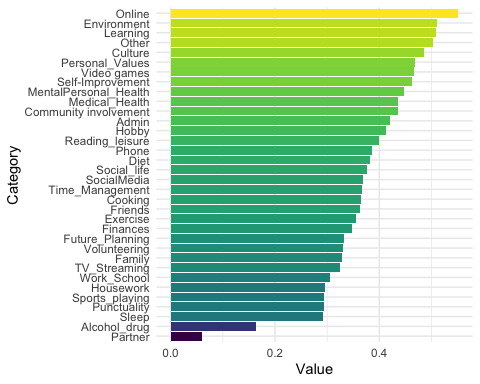 Online
Environment
Learning
Other
Culture
Personal_Values
Video games
Self-Improvement
MentalPersonal_Health
Medical_Health
Community involvement
Admin
Hobby
Reading_leisure
Phone
Diet
Social_life
SocialMedia
Time_Management
Cooking
Friends
Exercise
Finances
Future_Planning
Volunteering
Family
TV_Streaming
Work_School
Housework
Sports_playing
Punctuality
Sleep
Alcohol_drug
Partner
Category
0.0 0.2 0.4
Value